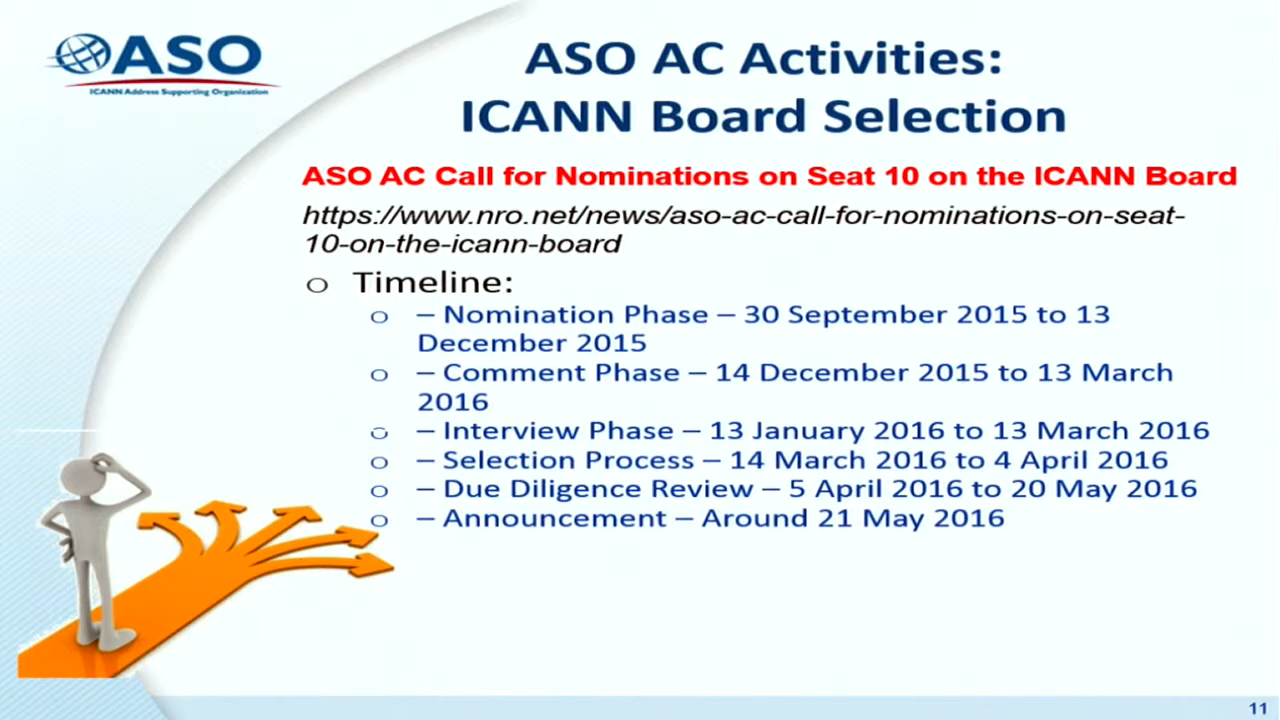 ASO
ICANN Address Supporting Organization
ASO AC Activities:
ICANN Board Selection
ASO AC Call for Nominations on Seat 10 on the ICANN Board
https://www.nro.net/news/aso-ac-call-for-nominations-on-seat-
10-on-the-icann-board
o Timeline:
o – Nomination Phase – 30 September 2015 to 13
December 2015
o – Comment Phase – 14 December 2015 to 13 March
2016
o – Interview Phase – 13 January 2016 to 13 March 2016
o – Selection Process – 14 March 2016 to 4 April 2016
o – Due Diligence Review – 5 April 2016 to 20 May 2016
o – Announcement – Around 21 May 2016
11